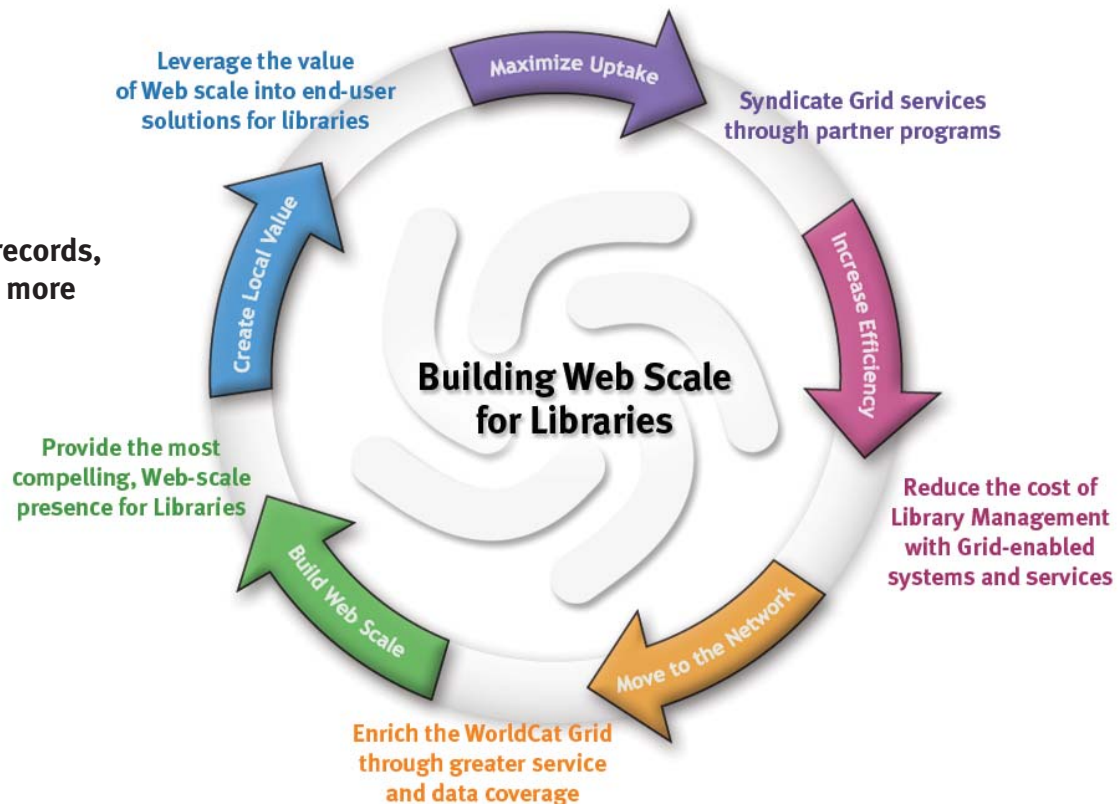 Leverage the value
of Web scale into end-user
solutions for libraries
Maximize Uptake
Syndicate Grid services
through partner programs
records,
more
Create Local Value
Increase Efficiency
Building Web Scale
for Libraries
Provide the most
compelling, Web-scale
presence for Libraries
Reduce the cost of
Library Management
with Grid-enabled
systems and services
Build Web Scale
Move to the Network
Enrich the WorldCat Grid
through greater service
and data coverage